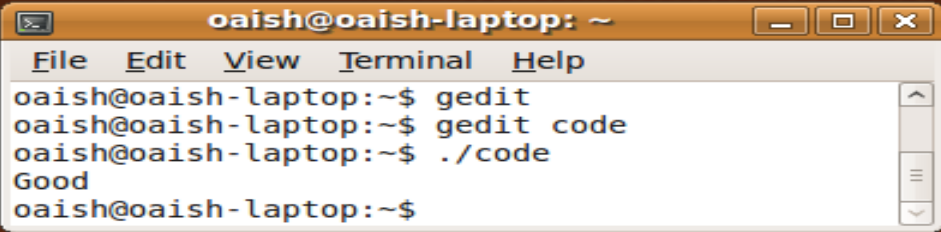 oaish@oaish-laptop: ~
File Edit View Terminal Help
oaish@oaish-laptop:~$ gedit
oaish@oaish-laptop:~$ gedit code
oaish@oaish-laptop:~$ ./code
Good
oaish@oaish-laptop:~$